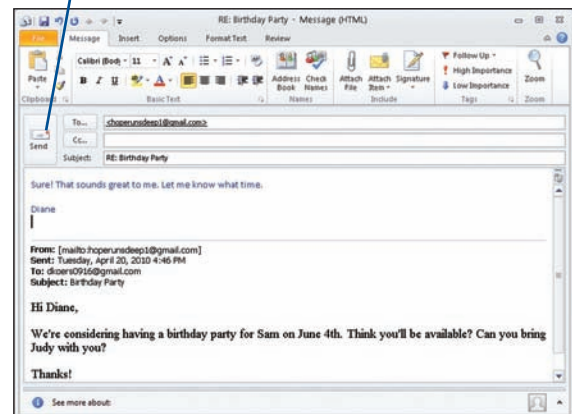 RE: Birthday Party - Message (HTML)
File Message Insert Options Format Text Review
Calibri (Body) 11
Paste
B I U
Address Book
Check Names
Attach File
Attach Item
Signature
Follow Up
High Importance
Low Importance
Zoom
Clipboard Basic Text Names Include Tags Zoom
Send
To... <hoperunsdeep1@gmail.com>
Cc...
Subject: RE: Birthday Party
Sure! That sounds great to me. Let me know what time.
Diane
From: [mailto:hoperunsdeep1@gmail.com]
Sent: Tuesday, April 20, 2010 4:46 PM
To: dkoers0916@gmail.com
Subject: Birthday Party
Hi Diane,
We're considering having a birthday party for Sam on June 4th. Think you'll be available? Can you bring
Judy with you?
Thanks!
See more about: